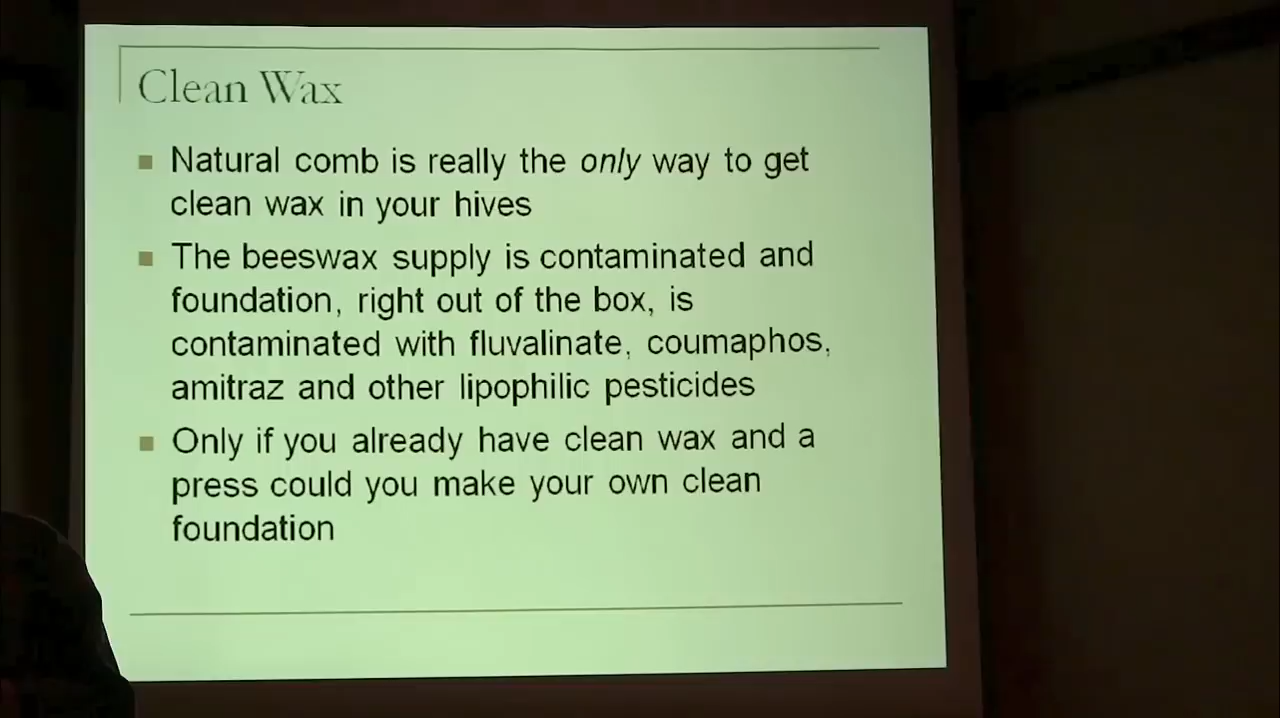 Clean Wax
Natural comb is really the only way to get
clean wax in your hives
The beeswax supply is contaminated and
foundation, right out of the box, is
contaminated with fluvalinate, coumaphos,
amitraz and other lipophilic pesticides
Only if you already have clean wax and a
press could you make your own clean
foundation